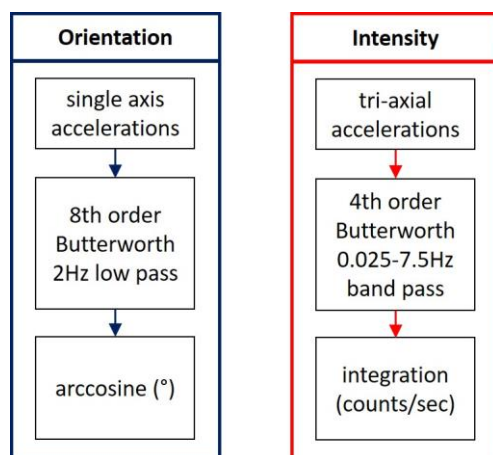 Orientation
single axis
accelerations
8th order
Butterworth
2Hz low pass
arccosine (°)
Intensity
tri-axial
accelerations
4th order
Butterworth
0.025-7.5Hz
band pass
integration
(counts/sec)